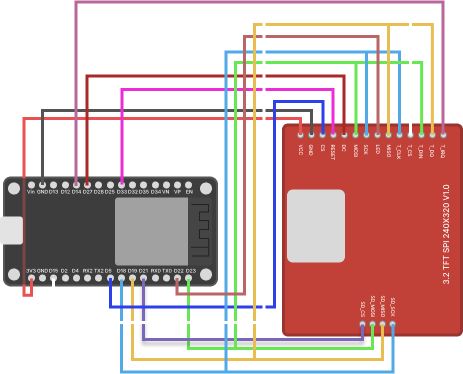 VCC GND CS RESET DC MOSI SCK LED MISO T_CLK T_CS T_DIN T_DO T_IRQ
Vin GND D13 D12 D14 D27 D26 D25 D33 D32 D35 D34 VN VP EN
3V3 GND D15 D2 D4 RX2 TX2 D5 D18 D19 D21 RX0 TX0 D22 D23
3.2 TFT SPI 240X320 V1.0
SD_CS SD_MOSI SD_MISO SD_SCK